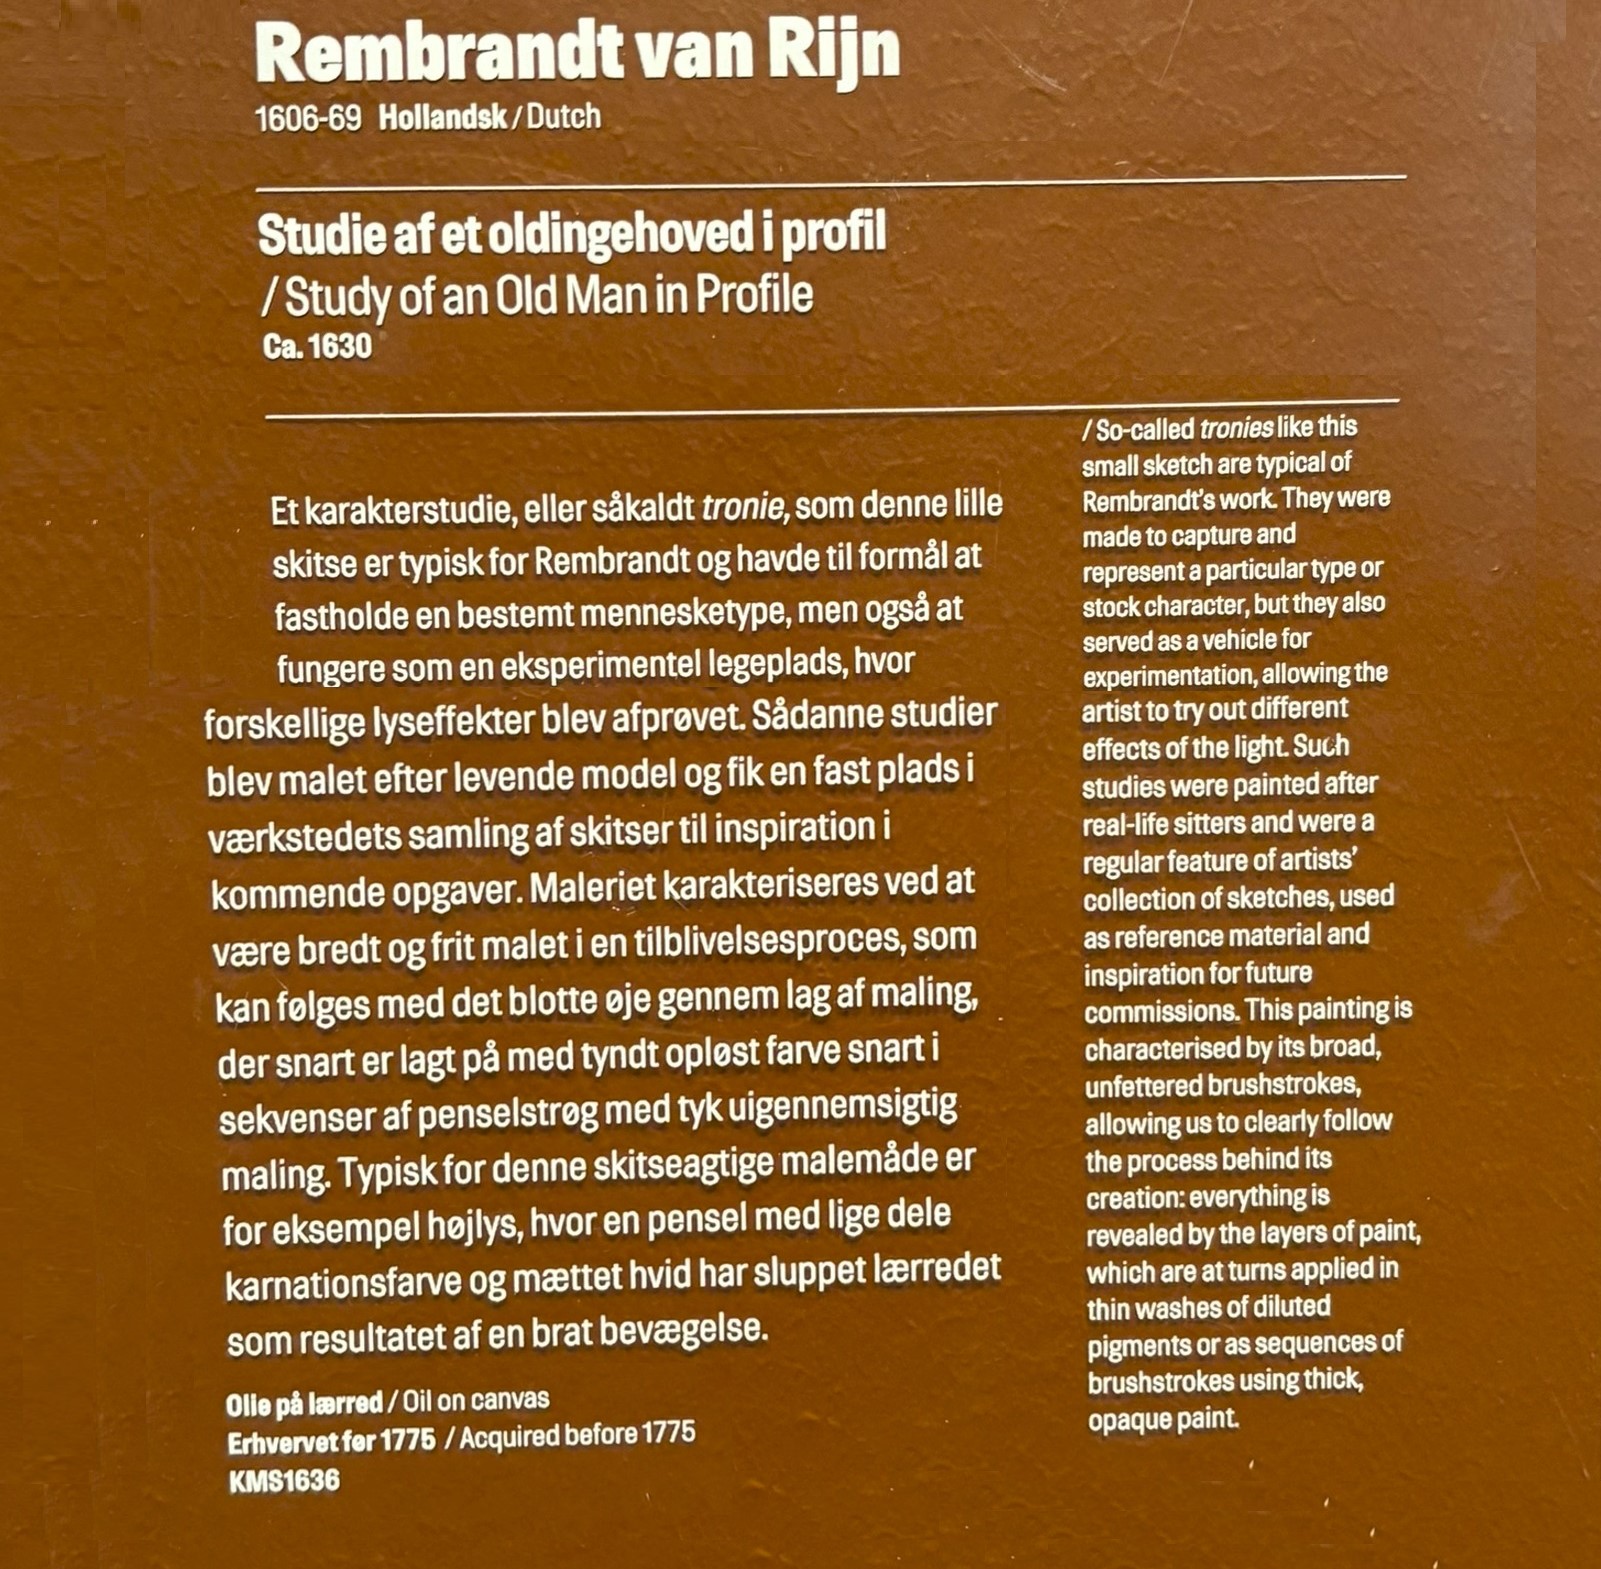 Rembrandt van Rijn
1606-69 Hollandsk / Dutch
Studie af et oldingehoved i profil
/ Study of an Old Man in Profile
Ca. 1630
Et karakterstudie, eller såkaldt tronie, som denne lille
skitse er typisk for Rembrandt og havde til formål at
fastholde en bestemt mennesketype, men også at
fungere som en eksperimentel legeplads, hvor
forskellige lyseffekter blev afprøvet. Sådanne studier
blev malet efter levende model og fik en fast plads i
værkstedets samling af skitser til inspiration i
kommende opgaver. Maleriet karakteriseres ved at
være bredt og frit malet i en tilblivelsesproces, som
kan følges med det blotte øje gennem lag af maling,
der snart er lagt på med tyndt opløst farve snart i
sekvenser af penselstrøg med tyk uigennemsigtig
maling. Typisk for denne skitseagtige malemåde er
for eksempel højlys, hvor en pensel med lige dele
karnationsfarve og mættet hvid har sluppet lærredet
som resultatet af en brat bevægelse.
Olie på lærred / Oil on canvas
Erhvervet før 1775 / Acquired before 1775
KMS1636
/ So-called tronies like this
small sketch are typical of
Rembrandt's work. They were
made to capture and
represent a particular type or
stock character, but they also
served as a vehicle for
experimentation, allowing the
artist to try out different
effects of the light. Such
studies were painted after
real-life sitters and were a
regular feature of artists'
collection of sketches, used
as reference material and
inspiration for future
commissions. This painting is
characterised by its broad,
unfettered brushstrokes,
allowing us to clearly follow
the process behind its
creation: everything is
revealed by the layers of paint,
which are at turns applied in
thin washes of diluted
pigments or as sequences of
brushstrokes using thick,
opaque paint.